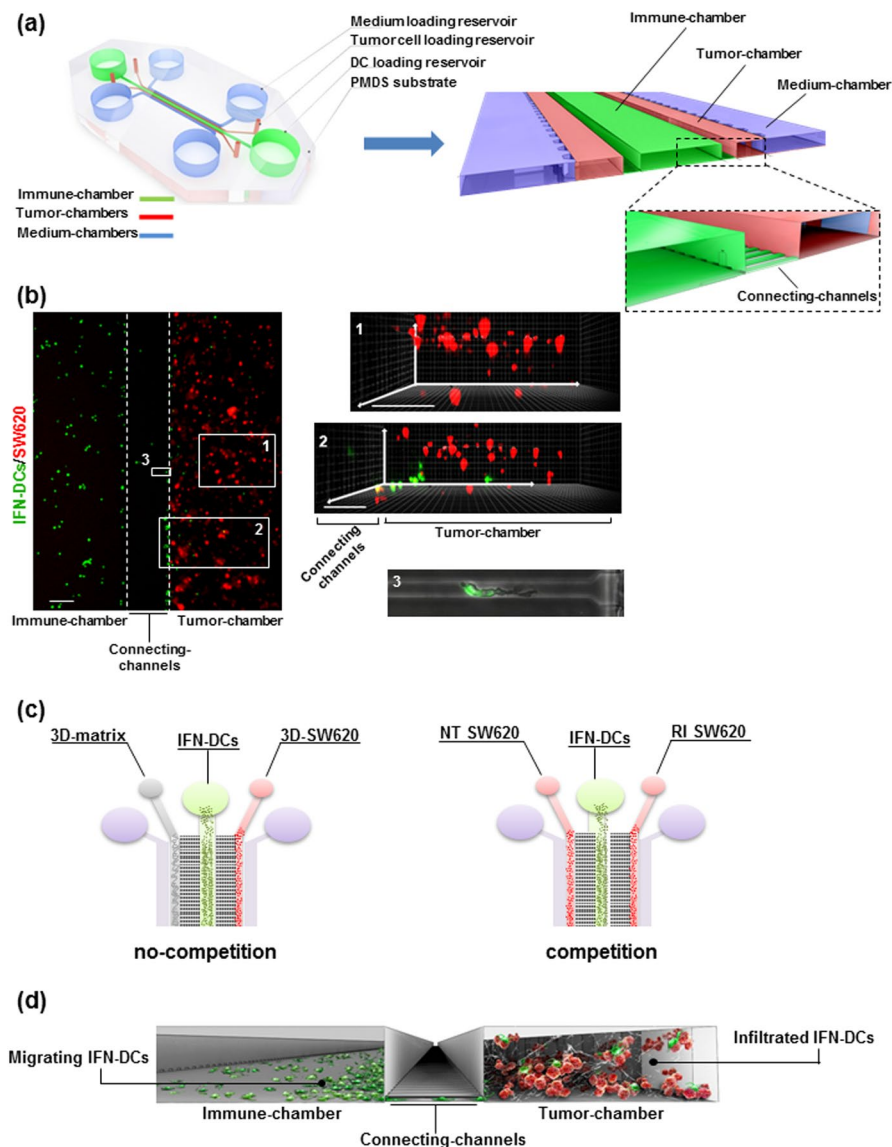 (a)
Medium loading reservoir
Tumor cell loading reservoir
DC loading reservoir
PMDS substrate
Immune-chamber
Tumor-chambers
Medium-chambers
Immune-chamber
Tumor-chamber
Medium-chamber
Connecting-channels
(b)
IFN-DCs/SW620
1
2
3
Immune-chamber
Tumor-chamber
Connecting-
channels
1
2
Connecting
channels
Tumor-chamber
3
(c)
3D-matrix
IFN-DCs
3D-SW620
no-competition
NT SW620
IFN-DCs
RI SW620
competition
(d)
Migrating IFN-DCs
Infiltrated IFN-DCs
Immune-chamber
Tumor-chamber
Connecting-channels